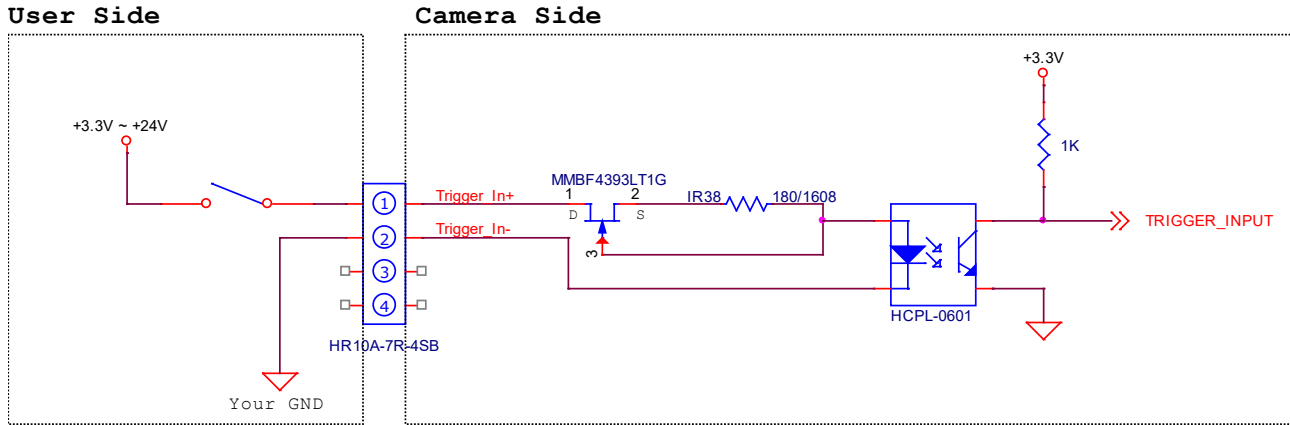 User Side
Camera Side
+3.3V
+3.3V ~ +24V
1K
MMBF4393LT1G
1
2
IR38
180/1608
Trigger_In+
D
S
1
TRIGGER_INPUT
Trigger_In-
2
3
3
4
HCPL-0601
HR10A-7R-4SB
Your GND